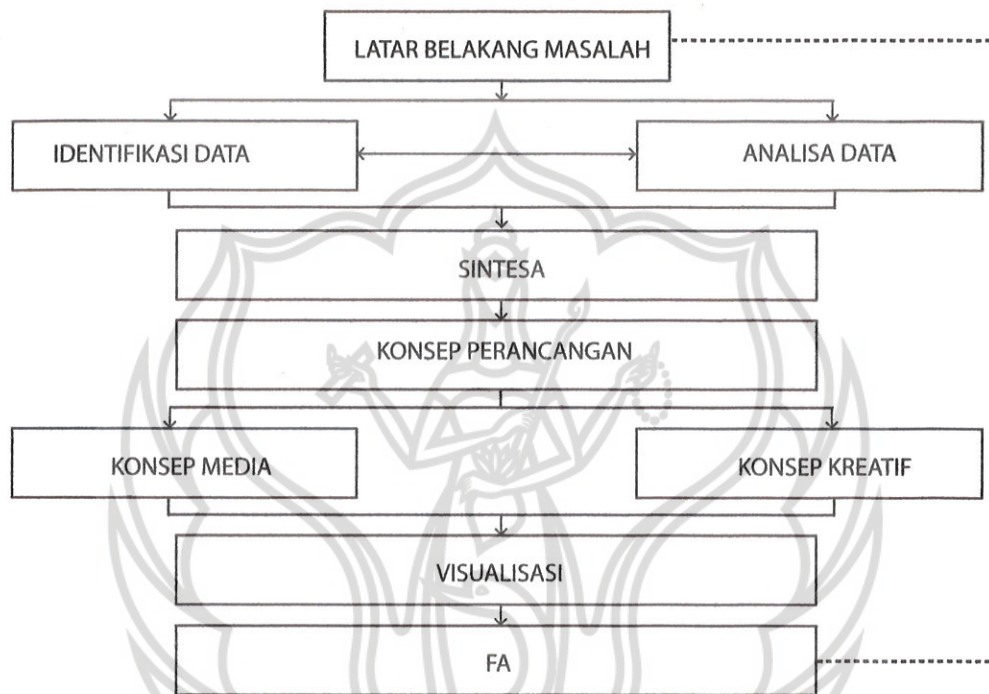 LATAR BELAKANG MASALAH
IDENTIFIKASI DATA
ANALISA DATA
SINTESA
KONSEP PERANCANGAN
KONSEP MEDIA
KONSEP KREATIF
VISUALISASI
FA